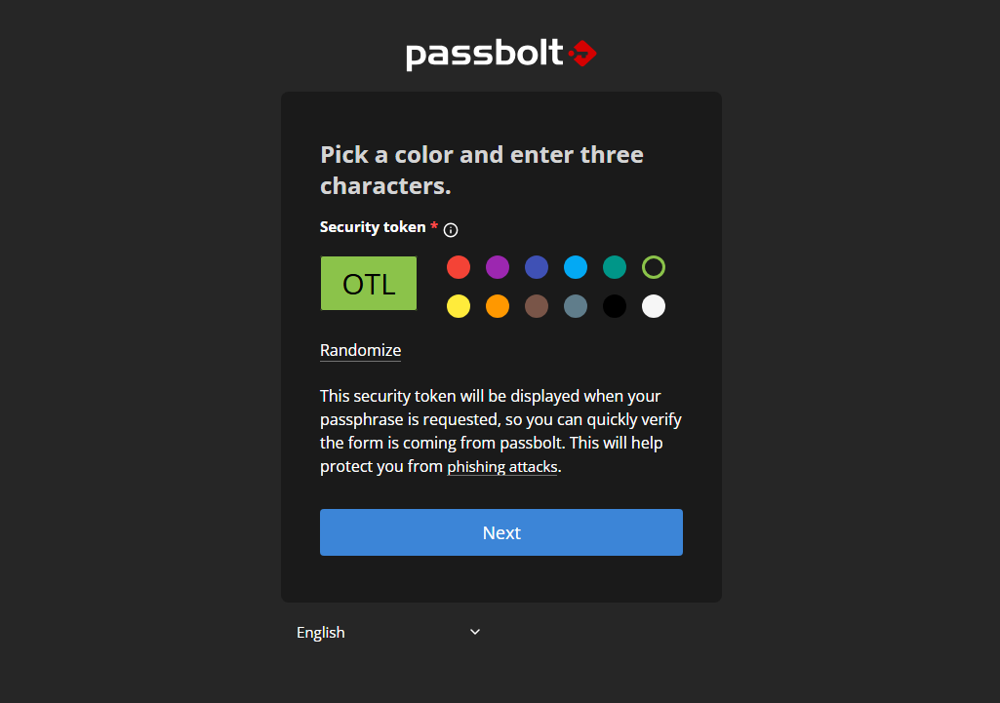 passbolt
Pick a color and enter three
characters.
Security token *
OTL
Randomize
This security token will be displayed when your
passphrase is requested, so you can quickly verify
the form is coming from passbolt. This will help
protect you from phishing attacks.
Next
English